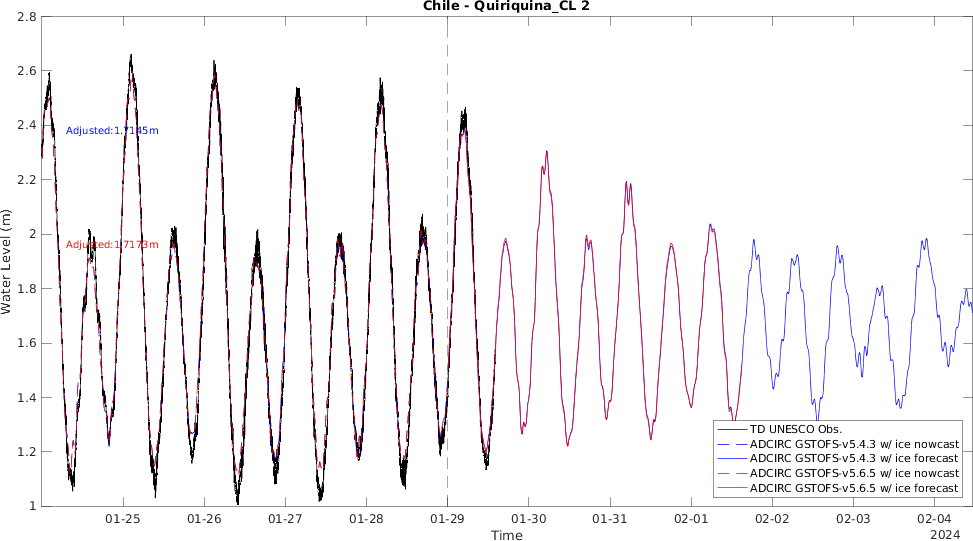 Chile - Quiriquina_CL 2
2.8
2.6
2.4
2.2
2
1.8
1.6
1.4
1.2
1
Water Level (m)
Adjusted:1.7145m
Adjusted:1.7173m
TD UNESCO Obs.
ADCIRC GSTOFS-v5.4.3 w/ ice nowcast
ADCIRC GSTOFS-v5.4.3 w/ ice forecast
ADCIRC GSTOFS-v5.6.5 w/ ice nowcast
ADCIRC GSTOFS-v5.6.5 w/ ice forecast
01-25 01-26 01-27 01-28 01-29 01-30 01-31 02-01 02-02 02-03 02-04
Time
2024